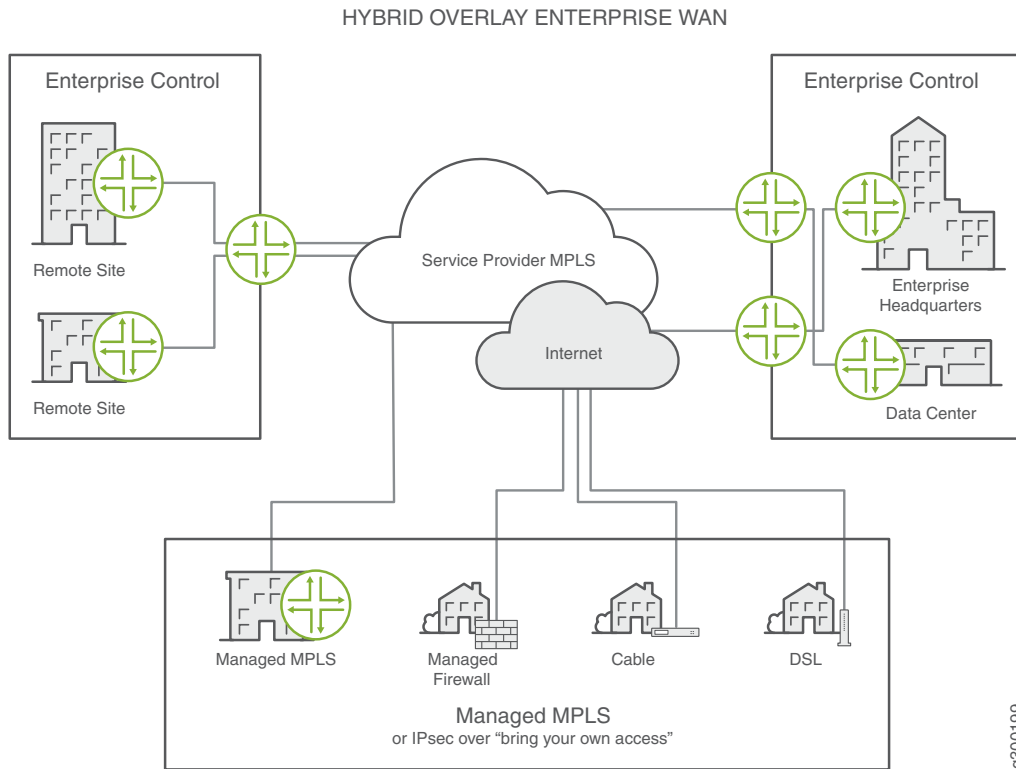 HYBRID OVERLAY ENTERPRISE WAN
Enterprise Control
Remote Site
Remote Site
Service Provider MPLS
Internet
Enterprise Control
Enterprise
Headquarters
Data Center
Managed MPLS
Managed
Firewall
Cable
DSL
Managed MPLS
or IPsec over “bring your own access”
g300199